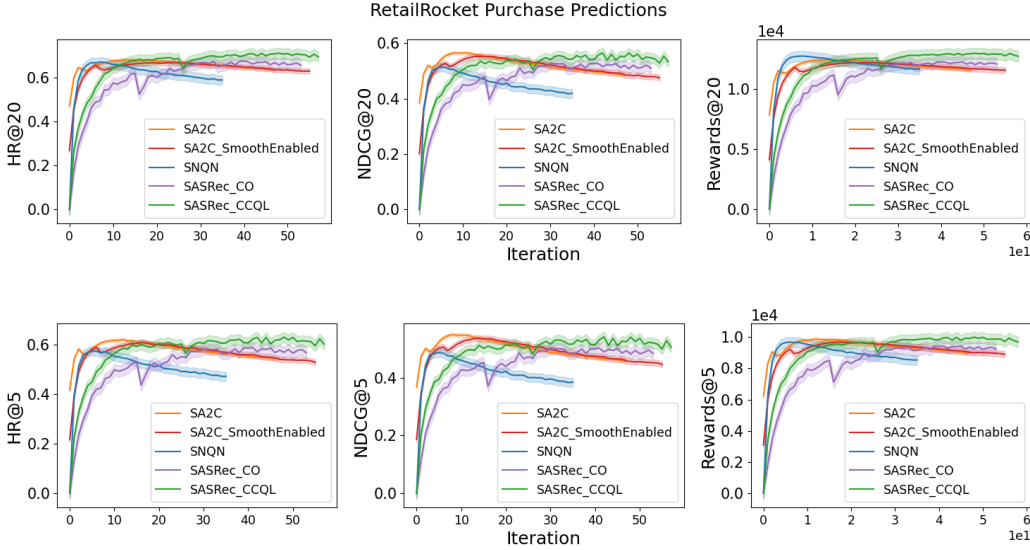 RetailRocket Purchase Predictions
HR@20
0.6
0.4
0.2
0.0
0 10 20 30 40 50
SA2C
SA2C_SmoothEnabled
SNQN
SASRec_CO
SASRec_CCQL
NDCG@20
0.6
0.4
0.2
0.0
0 10 20 30 40 50
Iteration
SA2C
SA2C_SmoothEnabled
SNQN
SASRec_CO
SASRec_CCQL
1e4
Rewards@20
1.0
0.5
0.0
0 1 2 3 4 5 6
1e1
SA2C
SA2C_SmoothEnabled
SNQN
SASRec_CO
SASRec_CCQL
HR@5
0.6
0.4
0.2
0.0
0 10 20 30 40 50
SA2C
SA2C_SmoothEnabled
SNQN
SASRec_CO
SASRec_CCQL
NDCG@5
0.4
0.2
0.0
0 10 20 30 40 50
Iteration
SA2C
SA2C_SmoothEnabled
SNQN
SASRec_CO
SASRec_CCQL
1e4
Rewards@5
1.0
0.8
0.6
0.4
0.2
0.0
0 1 2 3 4 5 6
1e1
SA2C
SA2C_SmoothEnabled
SNQN
SASRec_CO
SASRec_CCQL